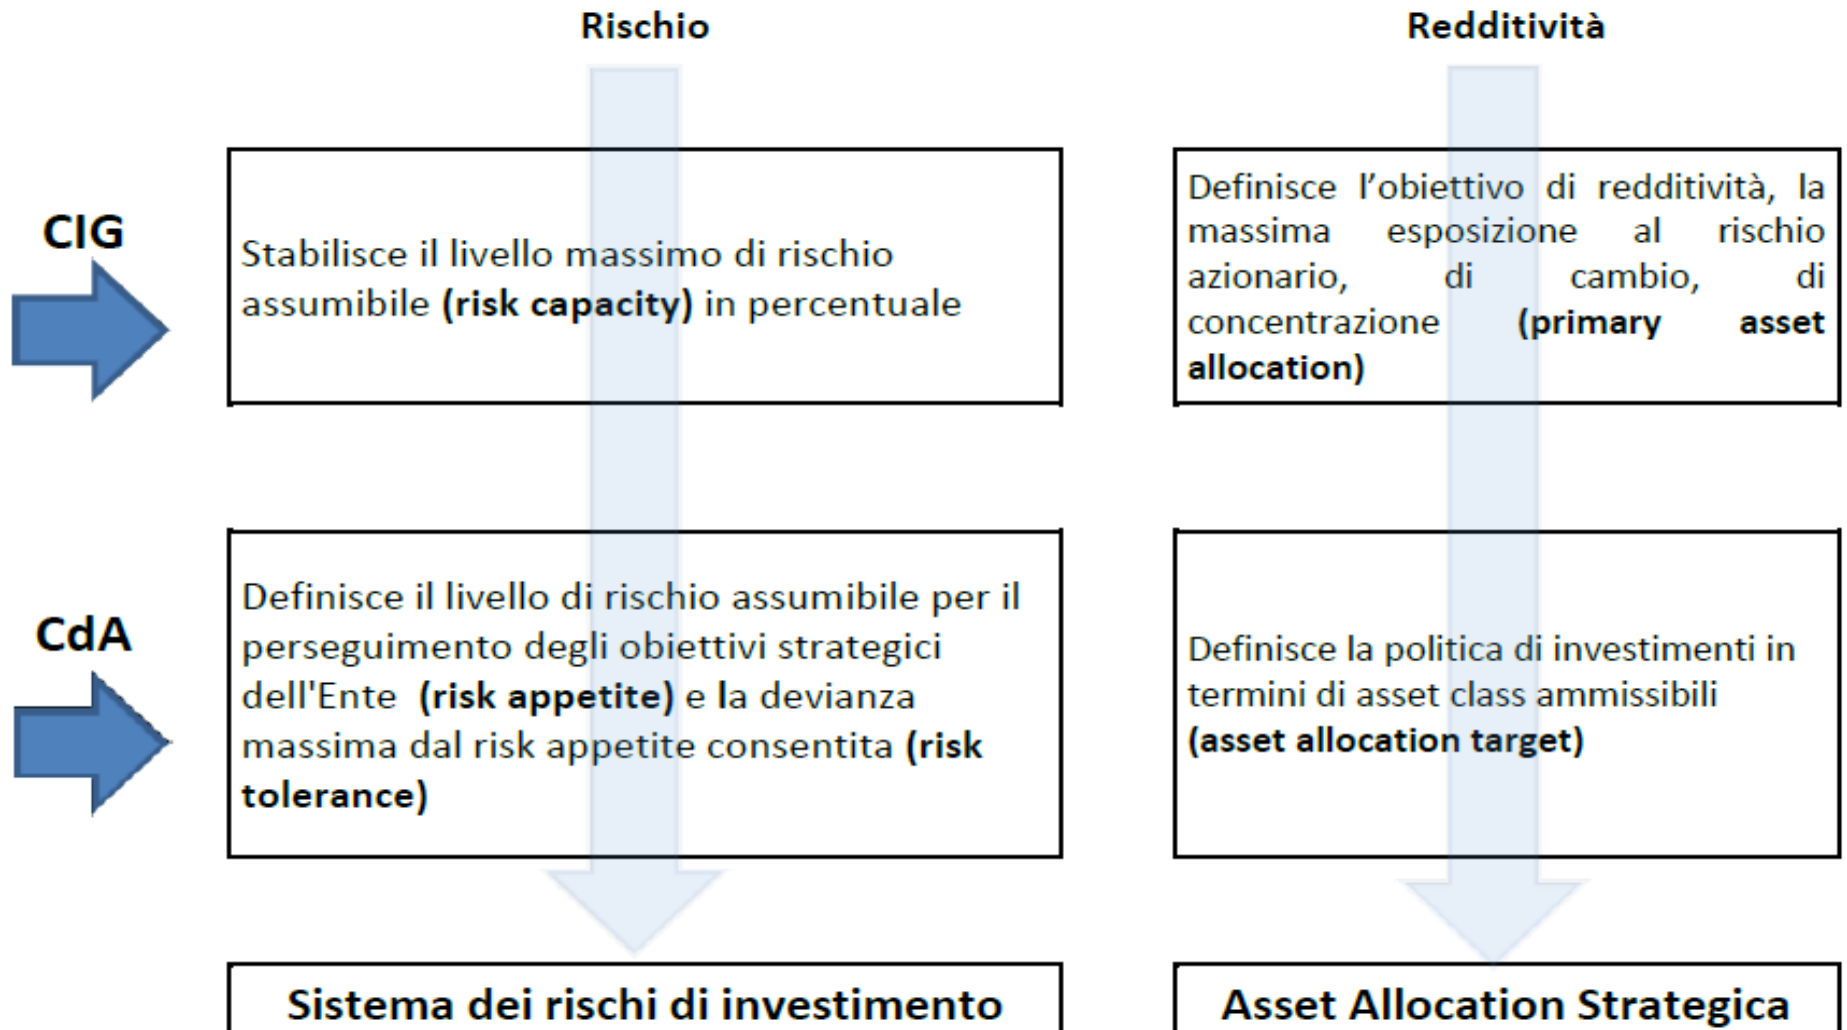 Rischio
Redditività
CIG
Stabilisce il livello massimo di rischio
assumibile (risk capacity) in percentuale
Definisce l’obiettivo di redditività, la
massima esposizione al rischio
azionario, di cambio, di
concentrazione (primary asset
allocation)
CdA
Definisce il livello di rischio assumibile per il
perseguimento degli obiettivi strategici
dell'Ente (risk appetite) e la devianza
massima dal risk appetite consentita (risk
tolerance)
Definisce la politica di investimenti in
termini di asset class ammissibili
(asset allocation target)
Sistema dei rischi di investimento
Asset Allocation Strategica